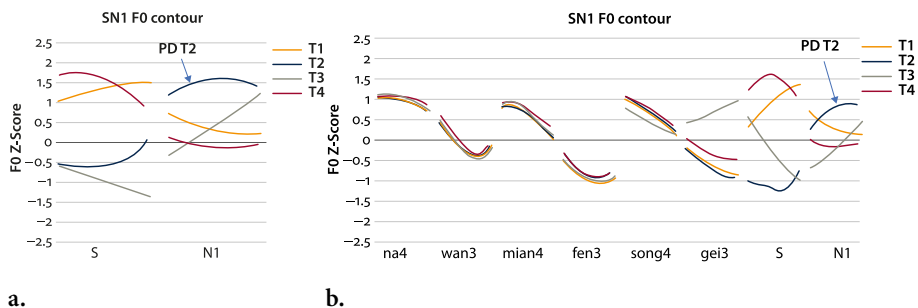 SN1 F0 contour
PD T2
T1
T2
T3
T4
F0 Z-Score
2.5
2
1.5
1
0.5
0
−0.5
−1
−1.5
−2
−2.5
S N1
a.
SN1 F0 contour
PD T2
T1
T2
T3
T4
F0 Z-Score
2.5
2
1.5
1
0.5
0
−0.5
−1
−1.5
−2
−2.5
na4 wan3 mian4 fen3 song4 gei3 S N1
b.